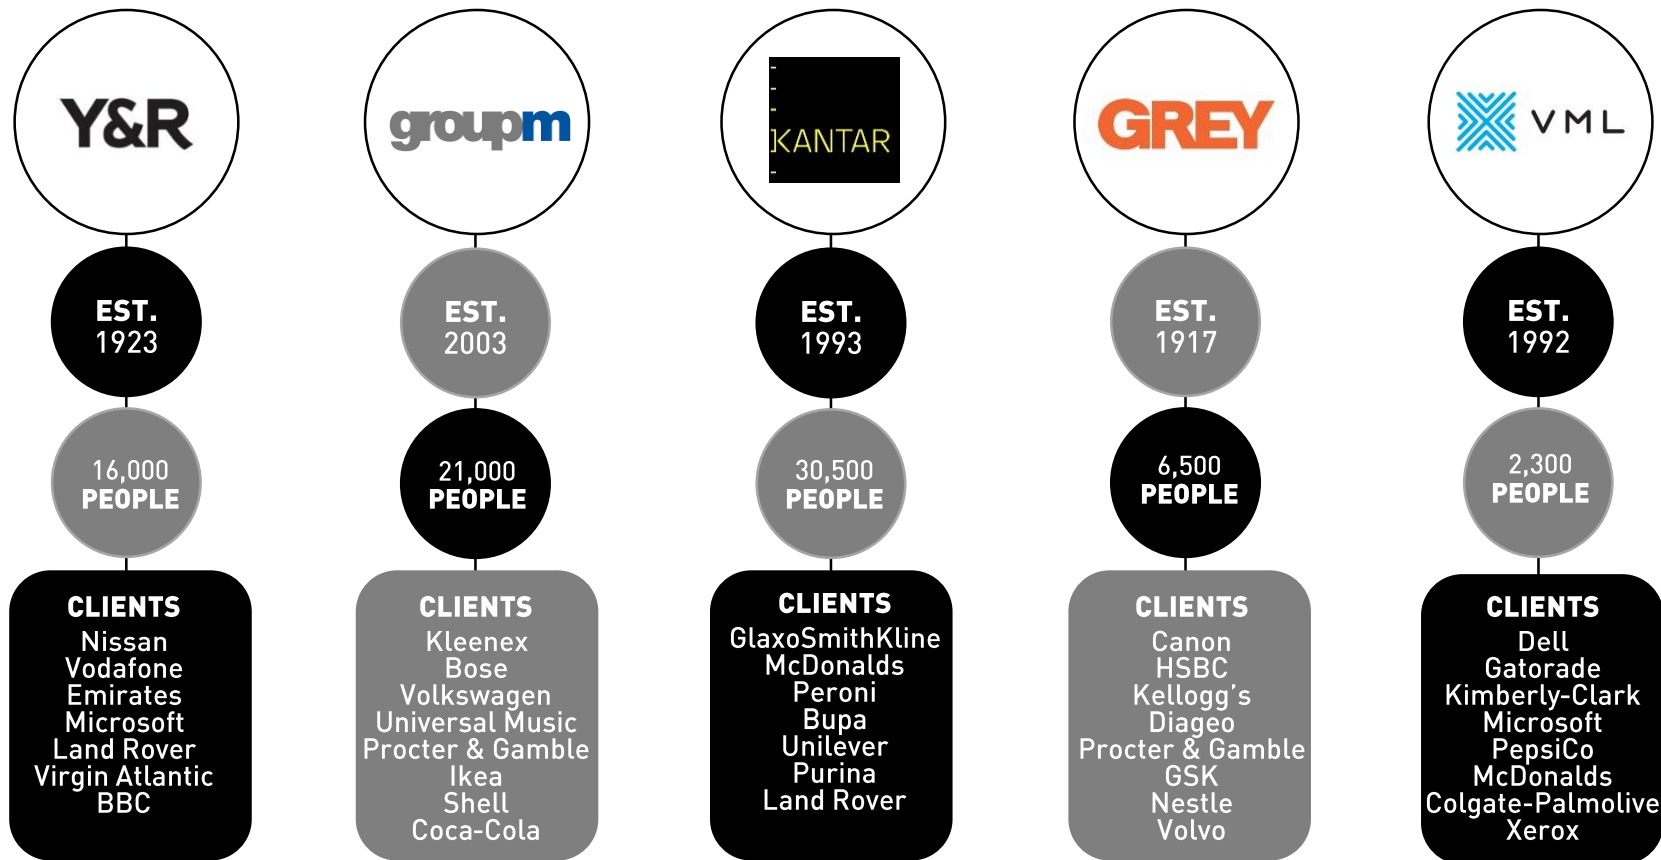 Y&R
EST.
1923
16,000
PEOPLE
CLIENTS
Nissan
Vodafone
Emirates
Microsoft
Land Rover
Virgin Atlantic
BBC
groupm
EST.
2003
21,000
PEOPLE
CLIENTS
Kleenex
Bose
Volkswagen
Universal Music
Procter & Gamble
Ikea
Shell
Coca-Cola
KANTAR
EST.
1993
30,500
PEOPLE
CLIENTS
GlaxoSmithKline
McDonalds
Peroni
Bupa
Unilever
Purina
Land Rover
GREY
EST.
1917
6,500
PEOPLE
CLIENTS
Canon
HSBC
Kellogg's
Diageo
Procter & Gamble
GSK
Nestle
Volvo
VML
EST.
1992
2,300
PEOPLE
CLIENTS
Dell
Gatorade
Kimberly-Clark
Microsoft
PepsiCo
McDonalds
Colgate-Palmolive
Xerox